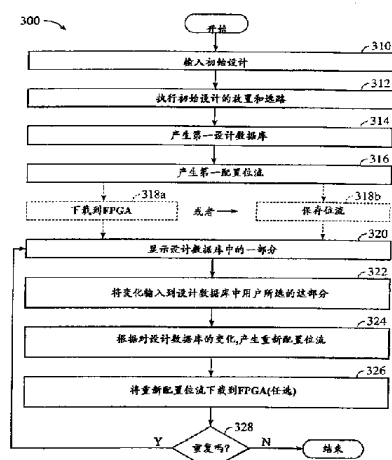 300
开始
310
输入初始设计
312
执行初始设计的放置和选路
314
产生第一设计数据库
316
产生第一配置位流
318a
下载到FPGA
或者
318b
保存位流
320
显示设计数据库中的一部分
322
将变化输入到设计数据库中用户所选的这部分
324
根据对设计数据库的变化,产生重新配置位流
326
将重新配置位流下载到FPGA(任选)
328
Y
重复吗?
N
结束